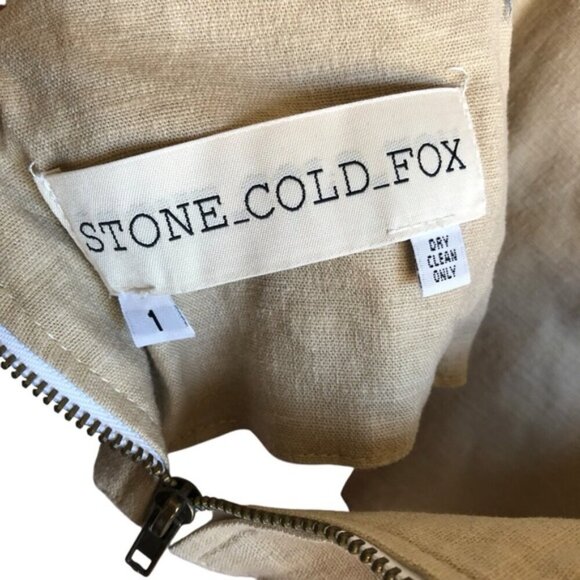 STONE_COLD_FOX
1
DRY
CLEAN
ONLY